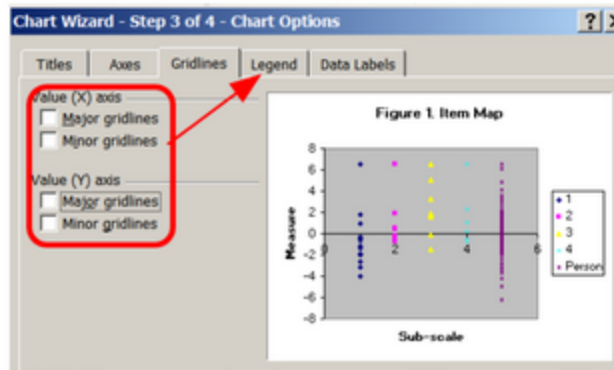 Chart Wizard - Step 3 of 4 - Chart Options
Titles Axes Gridlines Legend Data Labels
Value (X) axis
Major gridlines
Minor gridlines
Value (Y) axis
Major gridlines
Minor gridlines
Figure 1. Item Map
Measure
8
6
4
2
0
-2
-4
-6
-8
0 2 4 6
Sub-scale
1
2
3
4
Person